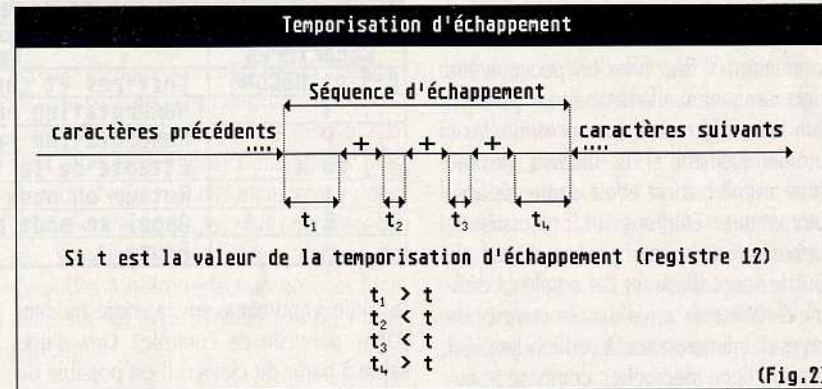 Temporisation d'échappement
Séquence d'échappement
caractères précédents + + + caractères suivants
t₁ t₂ t₃ t₄
Si t est la valeur de la temporisation d'échappement (registre 12)
t₁ < t
t₂ < t
t₃ < t
t₄ > t
(Fig.2)